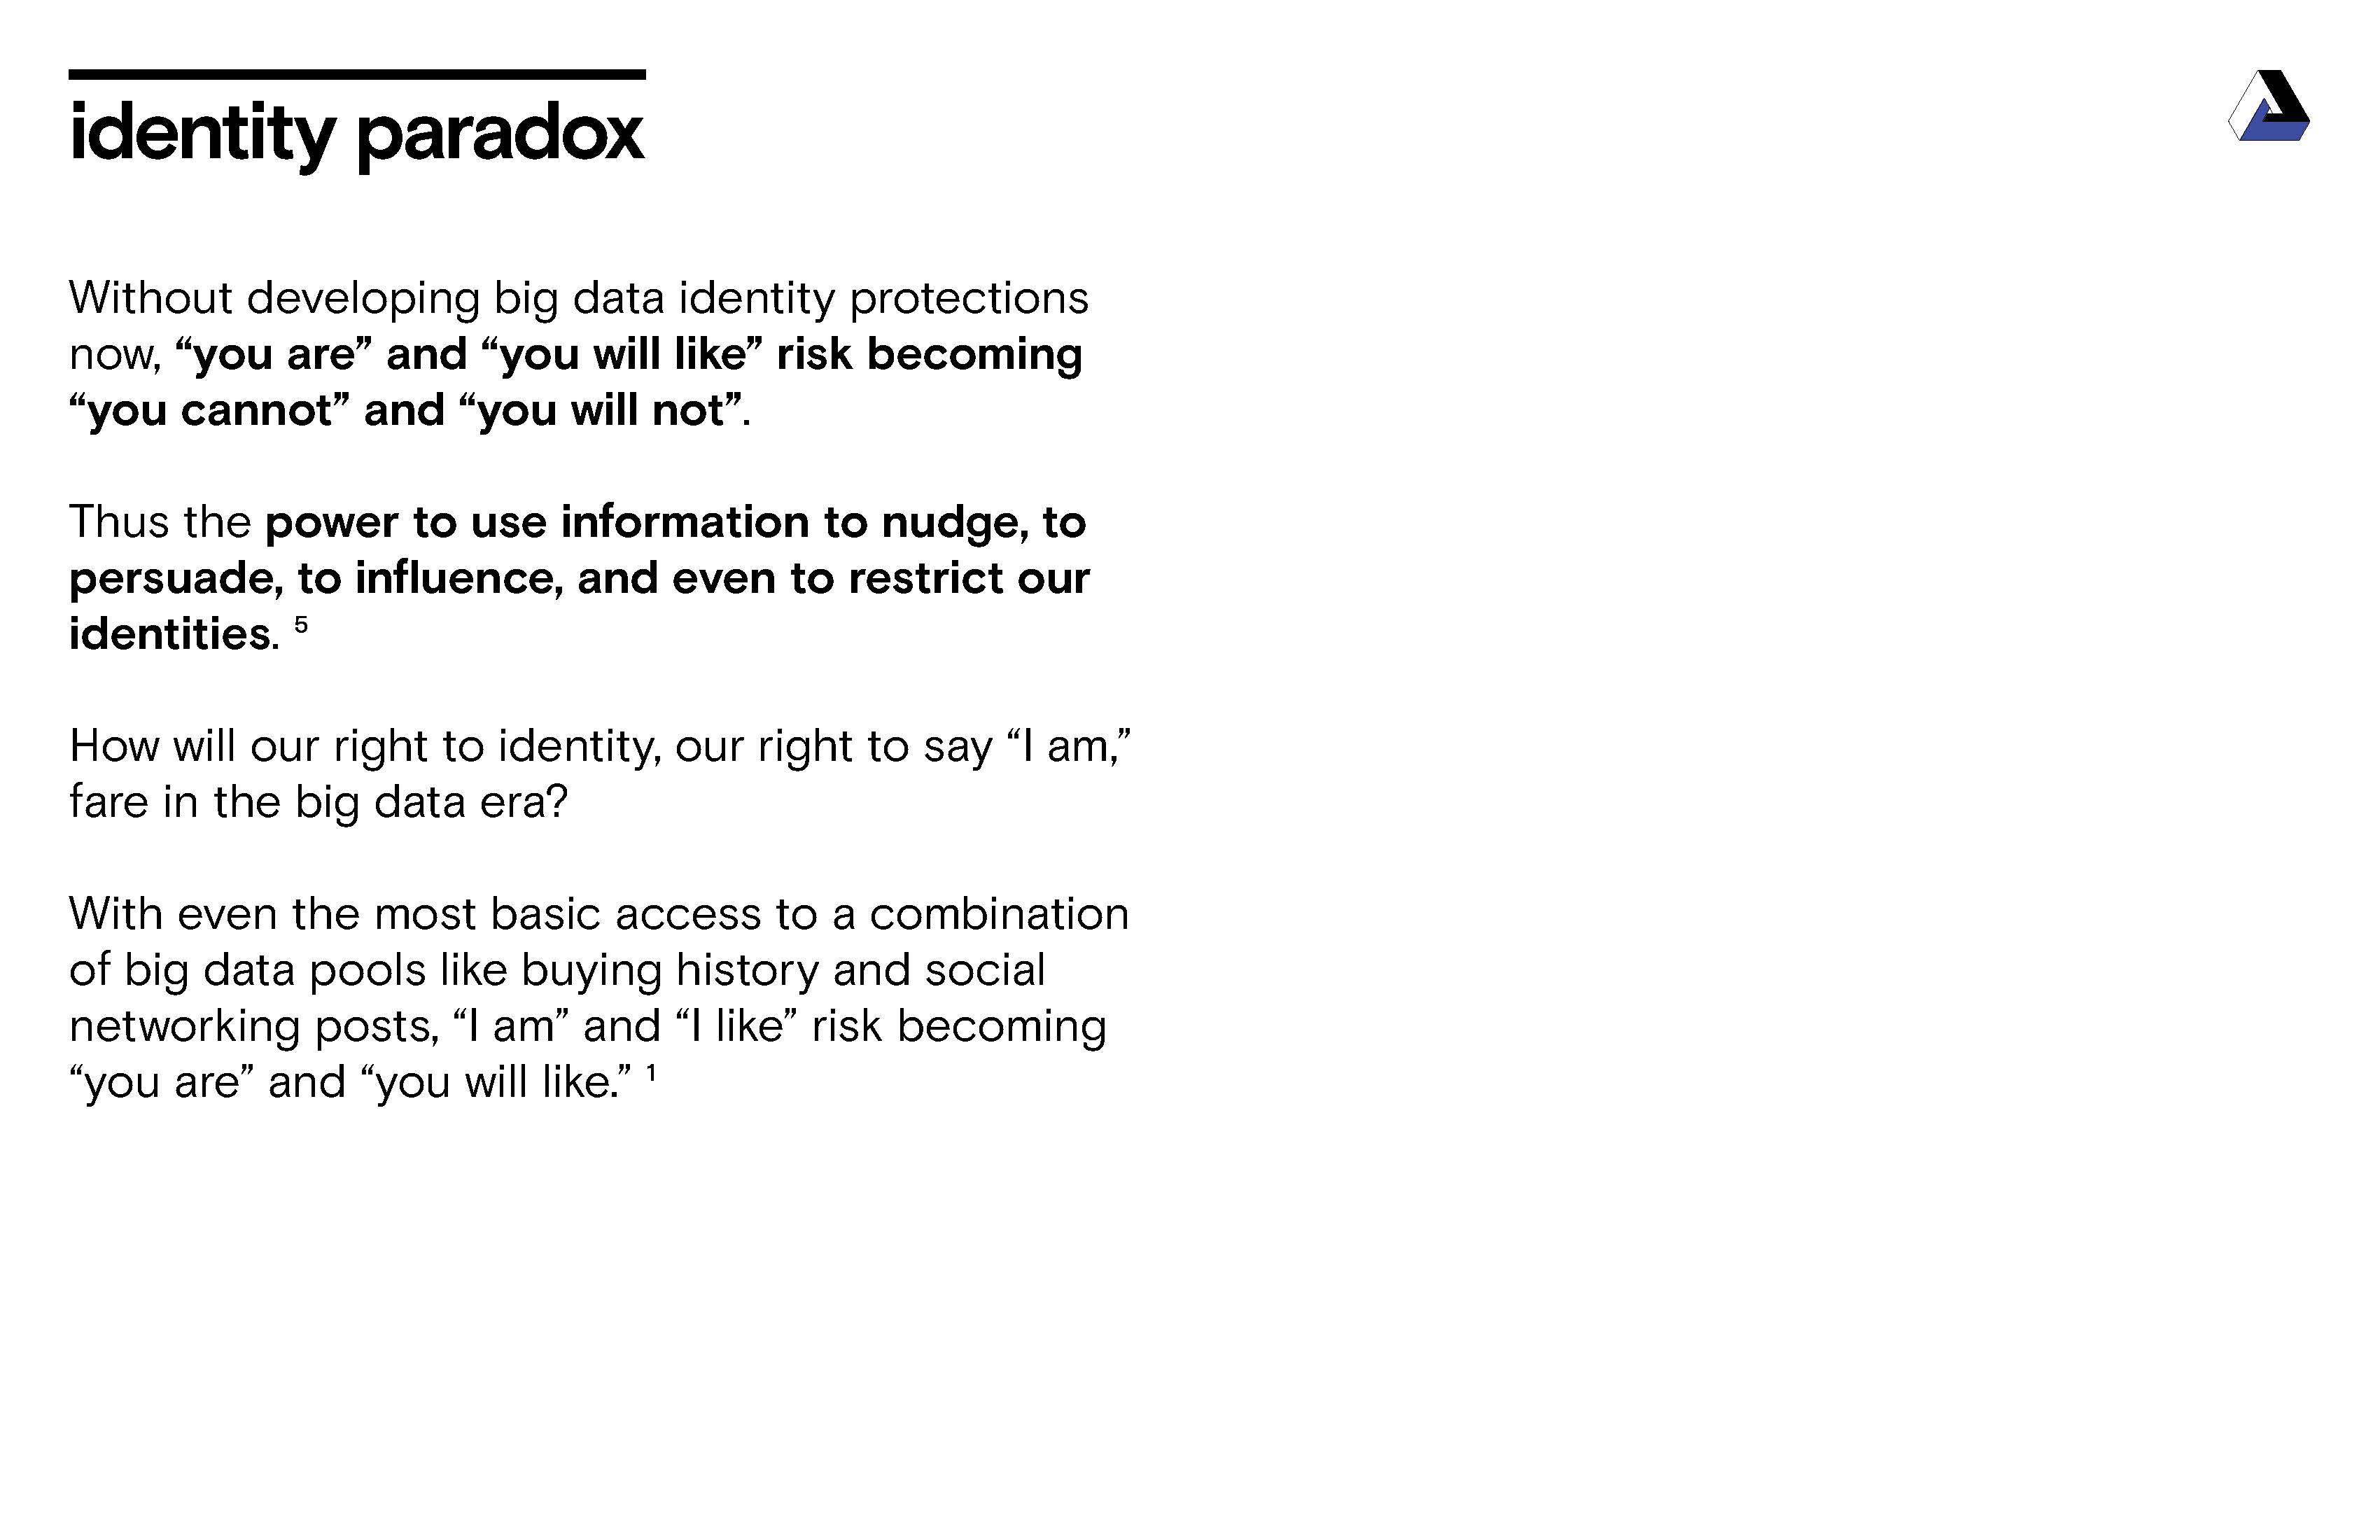 identity paradox
Without developing big data identity protections
now, “you are” and “you will like” risk becoming
“you cannot” and “you will not”.
Thus the power to use information to nudge, to
persuade, to influence, and even to restrict our
identities. ⁵
How will our right to identity, our right to say “I am,”
fare in the big data era?
With even the most basic access to a combination
of big data pools like buying history and social
networking posts, “I am” and “I like” risk becoming
“you are” and “you will like.” ¹